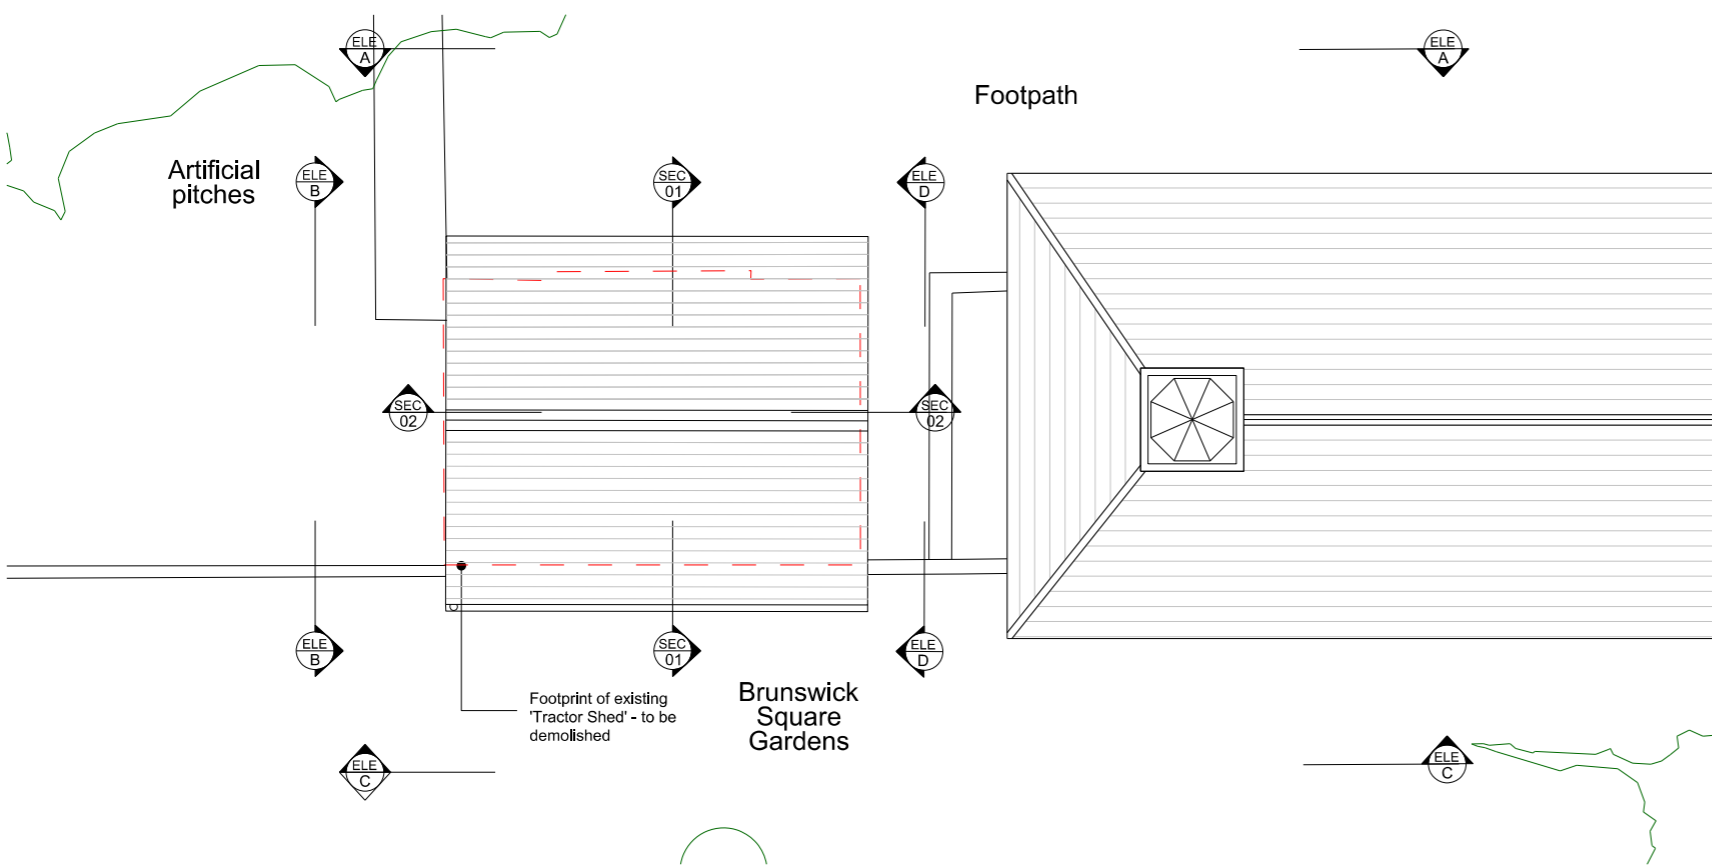 ELE
A
ELE
A
Footpath
Artificial
pitches
ELE
B
SEC
01
ELE
D
SEC
02
SEC
02
ELE
B
SEC
01
ELE
D
Footprint of existing
'Tractor Shed' - to be
demolished
Brunswick
Square
Gardens
ELE
C
ELE
C